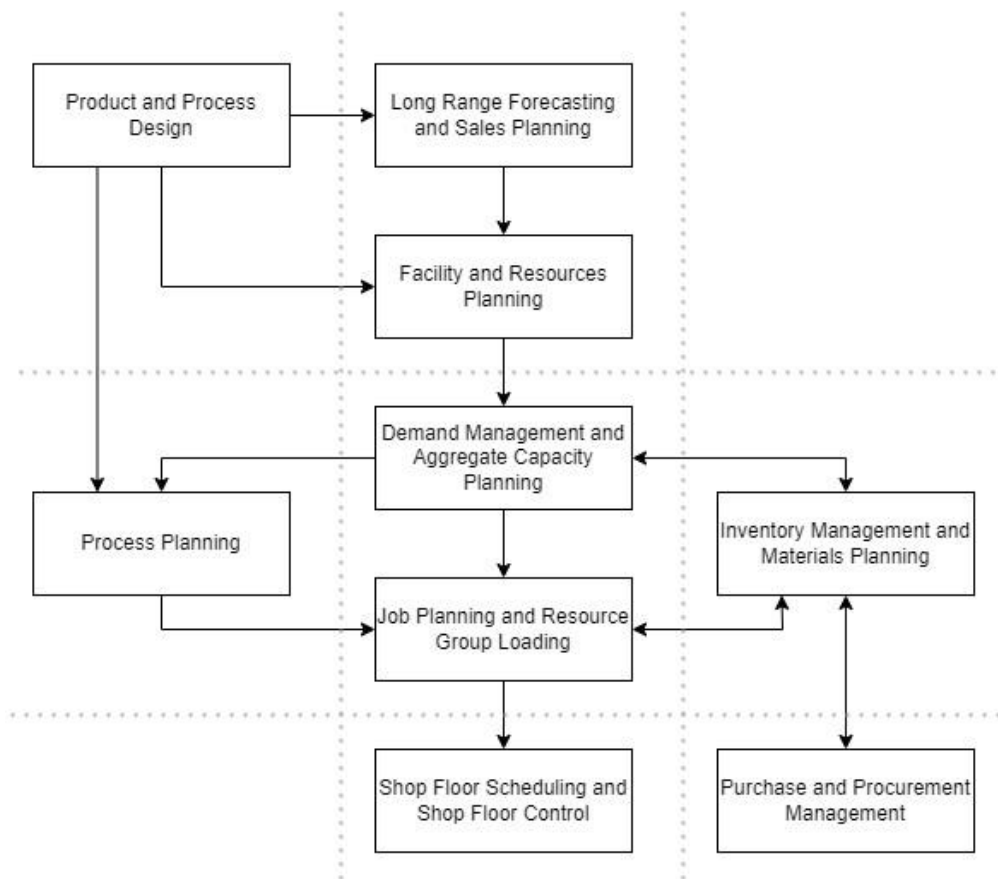 Product and Process
Design
Long Range Forecasting
and Sales Planning
Facility and Resources
Planning
Demand Management and
Aggregate Capacity
Planning
Process Planning
Inventory Management and
Materials Planning
Job Planning and Resource
Group Loading
Shop Floor Scheduling and
Shop Floor Control
Purchase and Procurement
Management